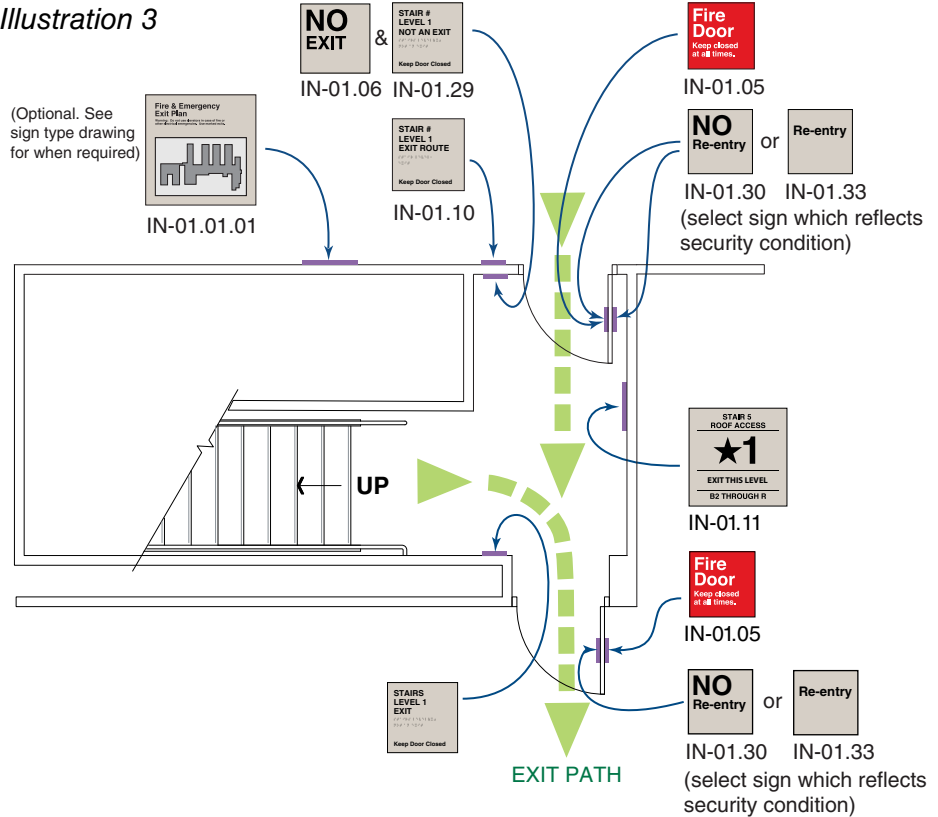 Illustration 3
NO
EXIT
&
STAIR #
LEVEL 1
NOT AN EXIT
Keep Door Closed
IN-01.06 IN-01.29
Fire
Door
Keep closed
at all times.
IN-01.05
(Optional. See
sign type drawing
for when required)
Fire & Emergency
Exit Plan
IN-01.01.01
STAIR #
LEVEL 1
EXIT ROUTE
Keep Door Closed
IN-01.10
NO
Re-entry
or
Re-entry
IN-01.30 IN-01.33
(select sign which reflects
security condition)
UP
STAIR 5
ROOF ACCESS
★1
EXIT THIS LEVEL
B2 THROUGH R
IN-01.11
Fire
Door
Keep closed
at all times.
IN-01.05
STAIRS
LEVEL 1
EXIT
Keep Door Closed
NO
Re-entry
or
Re-entry
IN-01.30 IN-01.33
(select sign which reflects
security condition)
EXIT PATH